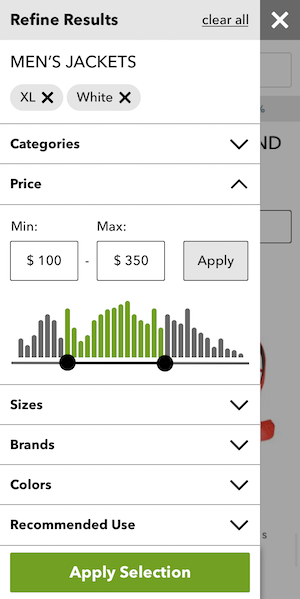 Refine Results clear all
MEN'S JACKETS
XL White
Categories
Price
Min: Max:
$ 100 - $ 350 Apply
Sizes
Brands
Colors
Recommended Use
Apply Selection